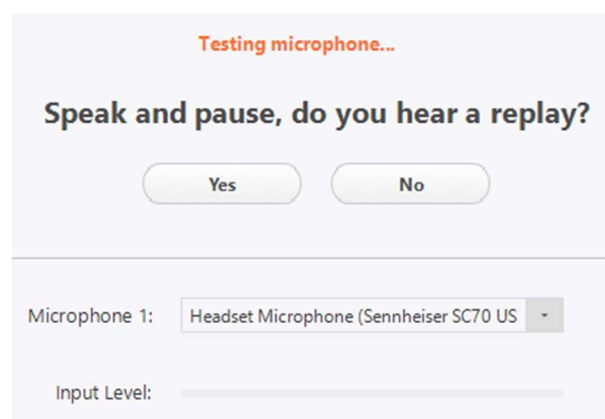 Testing microphone...
Speak and pause, do you hear a replay?
Yes No
Microphone 1: Headset Microphone (Sennheiser SC70 US
Input Level: